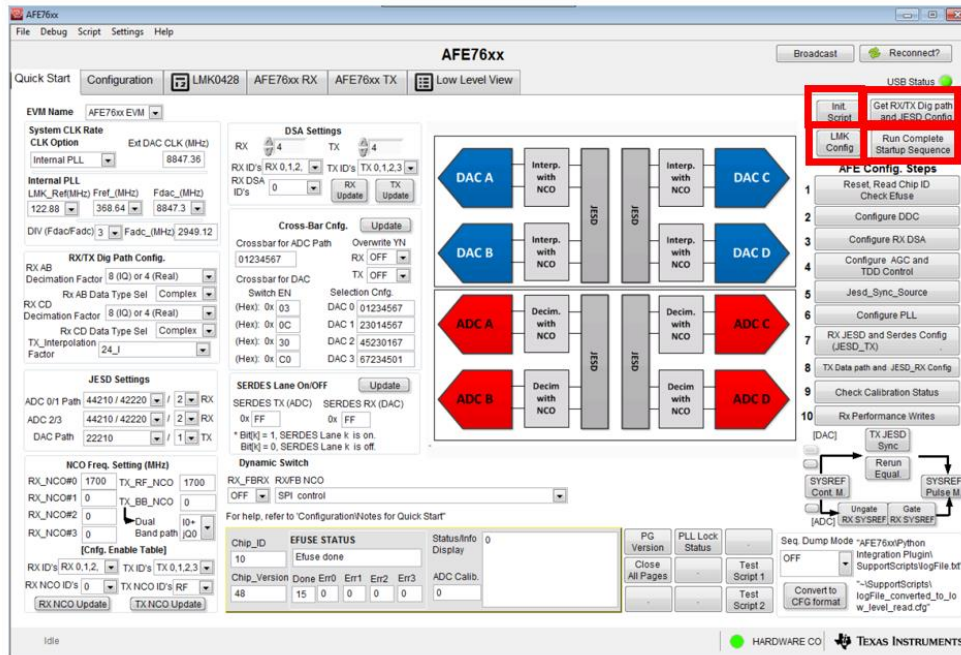 AFE76xx
File Debug Script Settings Help
AFE76xx
Broadcast
Reconnect?
Quick Start
Configuration
LMK0428
AFE76xx RX
AFE76xx TX
Low Level View
USB Status
EVM Name AFE76xx EVM
System CLK Rate
CLK Option Ext DAC CLK (MHz)
Internal PLL 8847.36
Internal PLL
LMK_Ref(MHz) Fref_(MHz) Fdac_(MHz)
122.88 368.64 8847.3
DIV (Fdac/Fadc) 3 Fadc_(MHz) 2949.12
RX/TX Dig Path Config.
RX AB
Decimation Factor 8 (IQ) or 4 (Real)
Rx AB Data Type Sel Complex
RX CD
Decimation Factor 8 (IQ) or 4 (Real)
Rx CD Data Type Sel Complex
TX_Interpolation
Factor 24_I
JESD Settings
ADC 0/1 Path 44210 / 42220 / 2 RX
ADC 2/3 44210 / 42220 / 2 RX
DAC Path 22210 / 1 TX
NCO Freq. Setting (MHz)
RX_NCO#0 1700 TX_RF_NCO 1700
RX_NCO#1 0 TX_BB_NCO 0
RX_NCO#2 0 Dual I0+
RX_NCO#3 0 Band path jQ0
[Cnfg. Enable Table]
RX ID's RX 0,1,2, TX ID's TX 0,1,2,3
RX NCO ID's 0 TX NCO ID's RF
RX NCO Update TX NCO Update
DSA Settings
RX 4 TX 4
RX ID's RX 0,1,2, TX ID's TX 0,1,2,3
RX DSA
ID's 0 RX Update TX Update
Cross-Bar Cnfg. Update
Crossbar for ADC Path Overwrite YN
01234567 RX OFF
Crossbar for DAC TX OFF
Switch EN Selection Cnfg.
(Hex): 0x 03 DAC 0 01234567
(Hex): 0x 0C DAC 1 23014567
(Hex): 0x 30 DAC 2 45230167
(Hex): 0x C0 DAC 3 67234501
SERDES Lane On/OFF Update
SERDES TX (ADC) SERDES RX (DAC)
0x FF 0x FF
* Bit[k] = 1, SERDES Lane k is on.
Bit[k] = 0, SERDES Lane k is off.
Dynamic Switch
RX_FBRX RX/FB NCO
OFF SPI control
For help, refer to 'Configuration\Notes for Quick Start"
DAC A
Interp. with NCO
JESD
JESD
Interp. with NCO
DAC C
DAC B
Interp. with NCO
Interp. with NCO
DAC D
ADC A
Decim. with NCO
JESD
JESD
Decim. with NCO
ADC C
ADC B
Decim with NCO
Decim with NCO
ADC D
Chip_ID EFUSE STATUS Status/Info Display 0
10 Efuse done
Chip_Version Done Err0 Err1 Err2 Err3 ADC Calib.
48 15 0 0 0 0 0
PG Version
PLL Lock Status
Close All Pages
Test Script 1
Test Script 2
Init. Script
Get RX/TX Dig path and JESD Config
LMK Config
Run Complete Startup Sequence
AFE Config. Steps
1 Reset, Read Chip ID Check Efuse
2 Configure DDC
3 Configure RX DSA
4 Configure AGC and TDD Control
5 Jesd_Sync_Source
6 Configure PLL
7 RX JESD and Serdes Config (JESD_TX)
8 TX Data path and JESD_RX Config
9 Check Calibration Status
10 Rx Performance Writes
[DAC] TX JESD Sync
Rerun Equal.
SYSREF Cont. M.
SYSREF Pulse M.
[ADC] Ungate RX SYSREF Gate RX SYSREF
Seq. Dump Mode
OFF
"AFE76xx\Python Integration Plugin\ SupportScripts\logFile.txt'
Convert to CFG format
"~\SupportScripts\ logFile_converted_to_lo w_level_read.cfg"
Idle
HARDWARE CO
TEXAS INSTRUMENTS